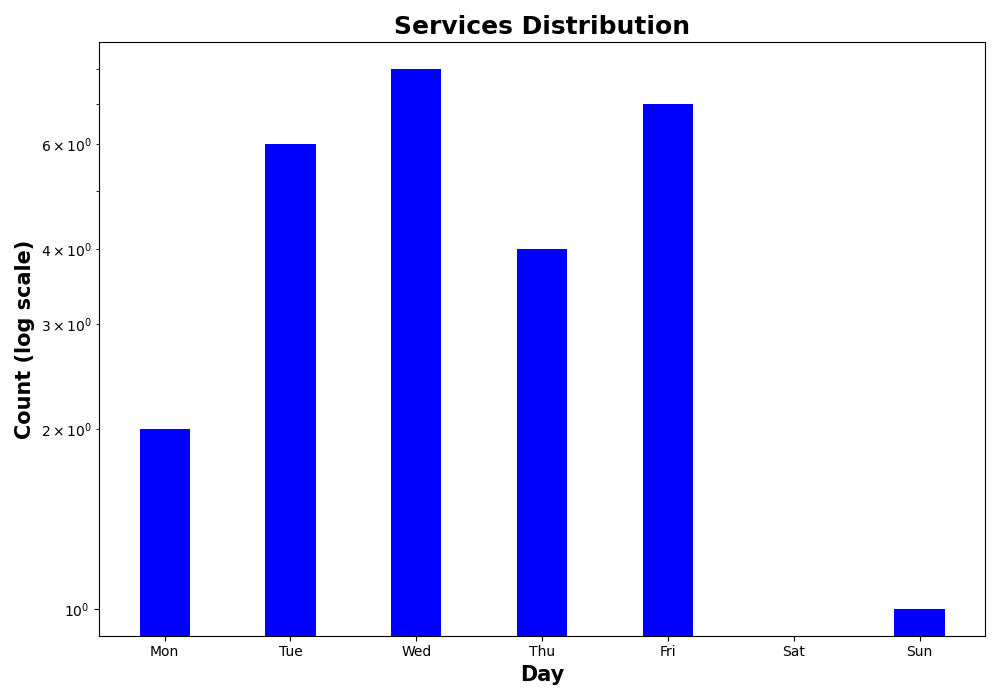 Services Distribution
Count (log scale)
6 × 10⁰
4 × 10⁰
3 × 10⁰
2 × 10⁰
10⁰
Mon Tue Wed Thu Fri Sat Sun
Day